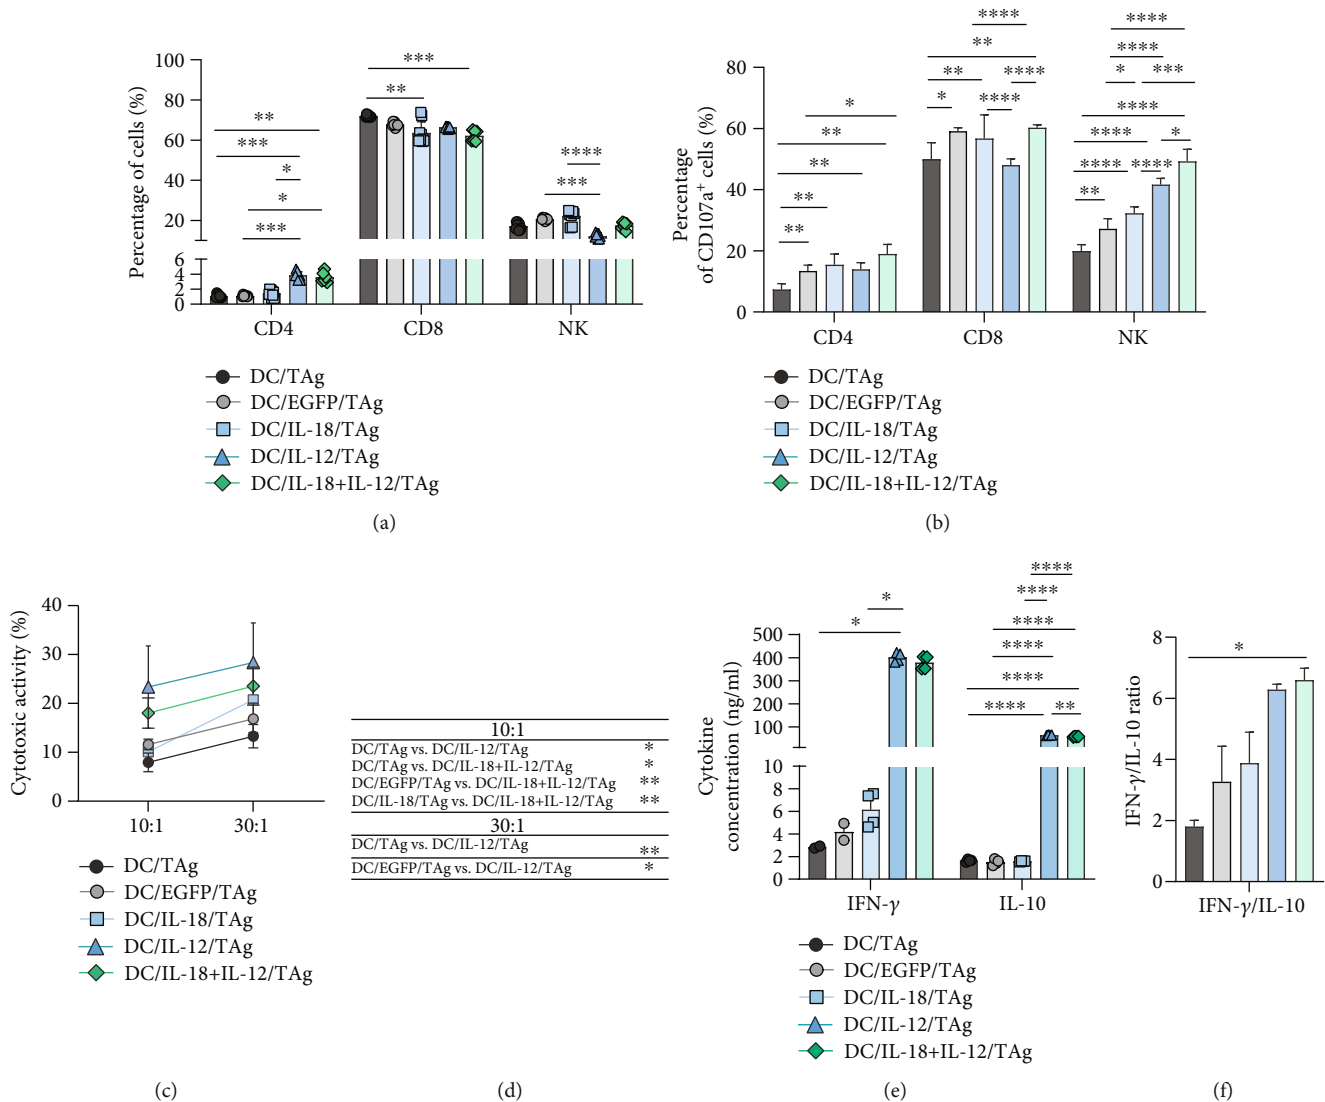 Percentage of cells (%)
100
80
60
40
20
6
4
2
0
**
***
*
*
***
***
**
****
***
CD4
CD8
NK
DC/TAg
DC/EGFP/TAg
DC/IL-18/TAg
DC/IL-12/TAg
DC/IL-18+IL-12/TAg
(a)
Percentage
of CD107a+ cells (%)
80
60
40
20
0
*
**
**
**
**
****
**
**
****
*
****
****
****
*
***
****
****
*
****
****
**
CD4
CD8
NK
DC/TAg
DC/EGFP/TAg
DC/IL-18/TAg
DC/IL-12/TAg
DC/IL-18+IL-12/TAg
(b)
Cytotoxic activity (%)
40
30
20
10
0
10:1
30:1
DC/TAg
DC/EGFP/TAg
DC/IL-18/TAg
DC/IL-12/TAg
DC/IL-18+IL-12/TAg
(c)
10:1
DC/TAg vs. DC/IL-12/TAg *
DC/TAg vs. DC/IL-18+IL-12/TAg *
DC/EGFP/TAg vs. DC/IL-18+IL-12/TAg **
DC/IL-18/TAg vs. DC/IL-18+IL-12/TAg **
30:1
DC/TAg vs. DC/IL-12/TAg **
DC/EGFP/TAg vs. DC/IL-12/TAg *
(d)
Cytokine
concentration (ng/ml)
500
400
300
200
100
10
8
6
4
2
0
*
*
****
****
****
****
****
****
**
IFN-γ
IL-10
DC/TAg
DC/EGFP/TAg
DC/IL-18/TAg
DC/IL-12/TAg
DC/IL-18+IL-12/TAg
(e)
IFN-γ/IL-10 ratio
8
6
4
2
0
*
IFN-γ/IL-10
(f)